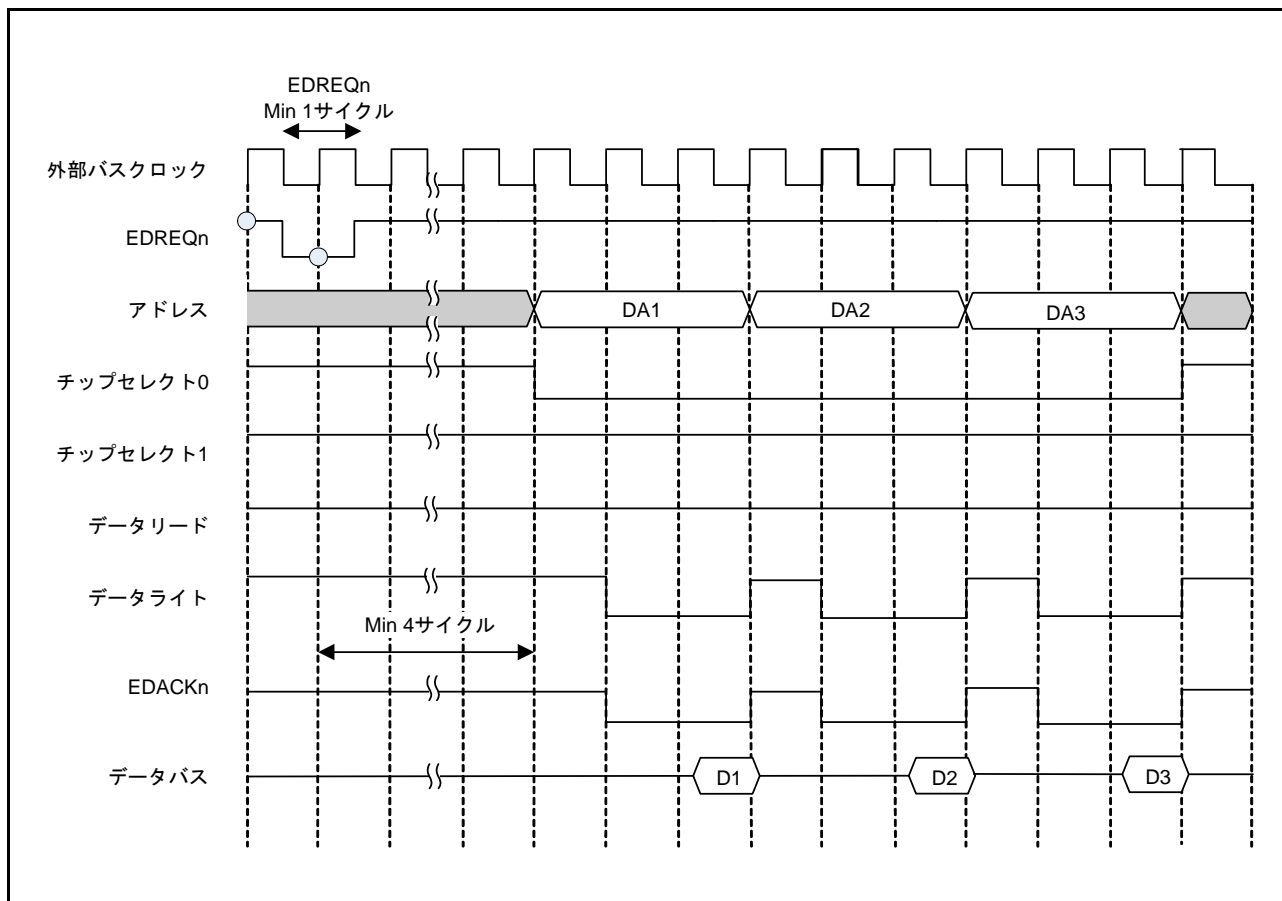 EDREQn
Min 1サイクル
外部バスクロック
EDREQn
アドレス
DA1
DA2
DA3
チップセレクト0
チップセレクト1
データリード
データライト
Min 4サイクル
EDACKn
データバス
D1
D2
D3